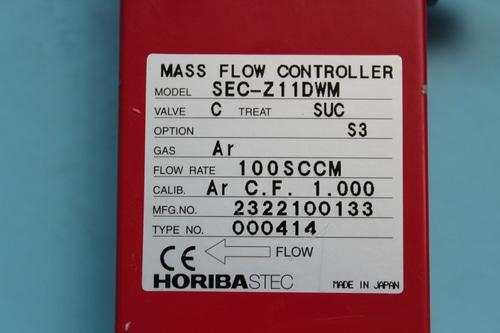 MASS FLOW CONTROLLER
MODEL SEC-Z11DWM
VALVE C TREAT SUC
OPTION S3
GAS Ar
FLOW RATE 100SCCM
CALIB. Ar C.F. 1.000
MFG.NO. 2322100133
TYPE NO. 000414
CE FLOW
HORIBASTEC MADE IN JAPAN